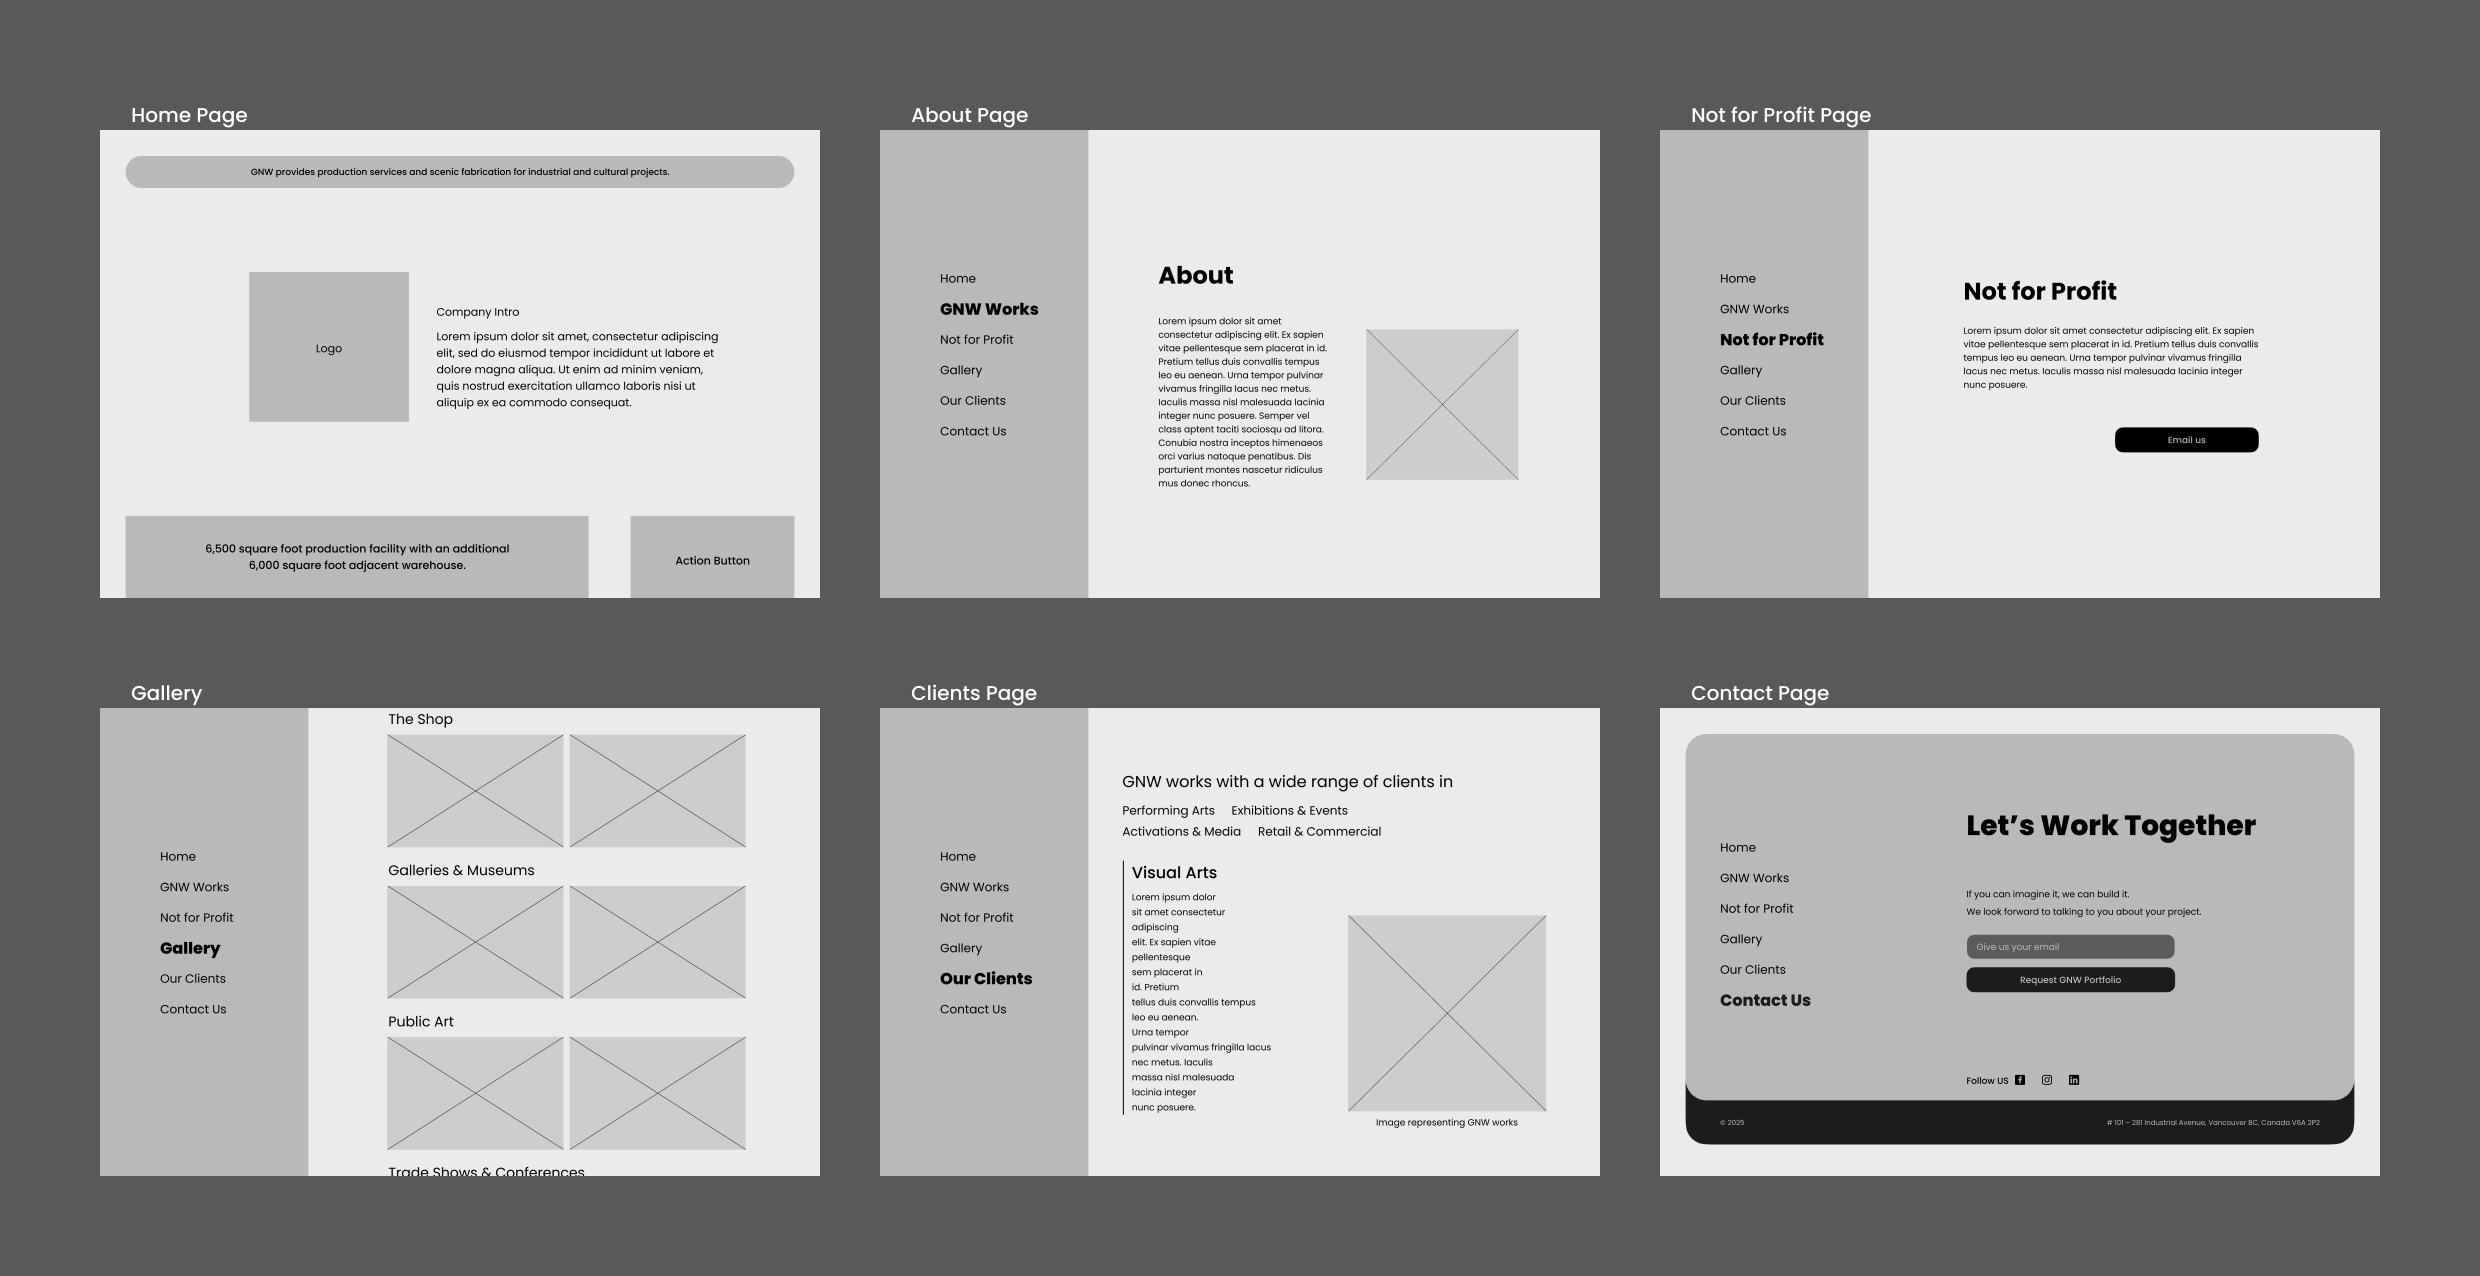 Home Page
GNW provides production services and scenic fabrication for industrial and cultural projects.
Logo
Company Intro
Lorem ipsum dolor sit amet, consectetur adipiscing
elit, sed do eiusmod tempor incididunt ut labore et
dolore magna aliqua. Ut enim ad minim veniam,
quis nostrud exercitation ullamco laboris nisi ut
aliquip ex ea commodo consequat.
6,500 square foot production facility with an additional
6,000 square foot adjacent warehouse.
Action Button
About Page
Home
GNW Works
Not for Profit
Gallery
Our Clients
Contact Us
About
Lorem ipsum dolor sit amet
consectetur adipiscing elit. Ex sapien
vitae pellentesque sem placerat in id.
Pretium tellus duis convallis tempus
leo eu aenean. Urna tempor pulvinar
vivamus fringilla lacus nec metus.
Iaculis massa nisl malesuada lacinia
integer nunc posuere. Semper vel
class aptent taciti sociosqu ad litora.
Conubia nostra inceptos himenaeos
orci varius natoque penatibus. Dis
parturient montes nascetur ridiculus
mus donec rhoncus.
Not for Profit Page
Home
GNW Works
Not for Profit
Gallery
Our Clients
Contact Us
Not for Profit
Lorem ipsum dolor sit amet consectetur adipiscing elit. Ex sapien
vitae pellentesque sem placerat in id. Pretium tellus duis convallis
tempus leo eu aenean. Urna tempor pulvinar vivamus fringilla
lacus nec metus. Iaculis massa nisl malesuada lacinia integer
nunc posuere.
Email us
Gallery
Home
GNW Works
Not for Profit
Gallery
Our Clients
Contact Us
The Shop
Galleries & Museums
Public Art
Trade Shows & Conferences
Clients Page
Home
GNW Works
Not for Profit
Gallery
Our Clients
Contact Us
GNW works with a wide range of clients in
Performing Arts Exhibitions & Events
Activations & Media Retail & Commercial
Visual Arts
Lorem ipsum dolor
sit amet consectetur
adipiscing
elit. Ex sapien vitae
pellentesque
sem placerat in
id. Pretium
tellus duis convallis tempus
leo eu aenean.
Urna tempor
pulvinar vivamus fringilla lacus
nec metus. Iaculis
massa nisl malesuada
lacinia integer
nunc posuere.
Image representing GNW works
Contact Page
Home
GNW Works
Not for Profit
Gallery
Our Clients
Contact Us
Let’s Work Together
If you can imagine it, we can build it.
We look forward to talking to you about your project.
Give us your email
Request GNW Portfolio
Follow US
© 2025
# 101 – 281 Industrial Avenue, Vancouver BC, Canada V6A 2P2